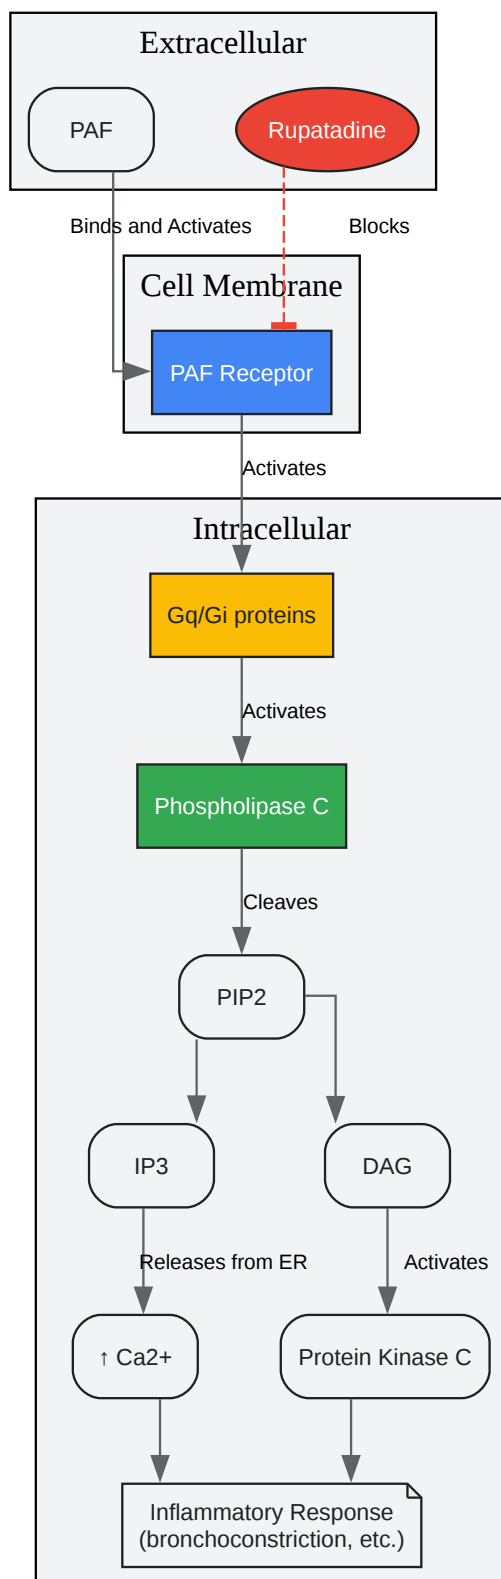 Extracellular
PAF
Rupatadine
Binds and Activates
Blocks
Cell Membrane
PAF Receptor
Activates
Intracellular
Gq/Gi proteins
Activates
Phospholipase C
Cleaves
PIP2
IP3
DAG
Releases from ER
Activates
↑ Ca2+
Protein Kinase C
Inflammatory Response
(bronchoconstriction, etc.)